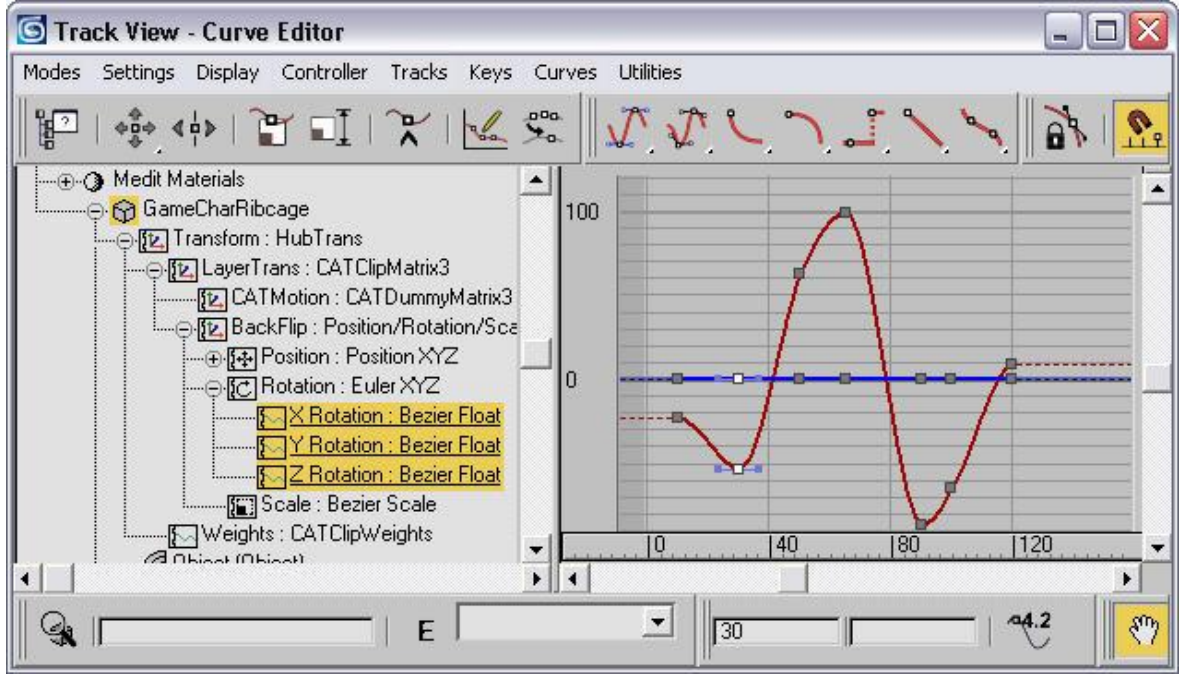 Track View - Curve Editor
Modes Settings Display Controller Tracks Keys Curves Utilities
Medit Materials
GameCharRibcage
Transform : HubTrans
LayerTrans : CATClipMatrix3
CATMotion : CATDummyMatrix3
BackFlip : Position/Rotation/Sca
Position : Position XYZ
Rotation : Euler XYZ
X Rotation : Bezier Float
Y Rotation : Bezier Float
Z Rotation : Bezier Float
Scale : Bezier Scale
Weights : CATClipWeights
Object (Object)
100
0
0 40 80 120
E 30 4.2